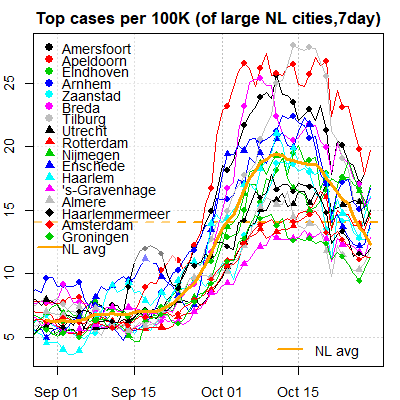 Top cases per 100K (of large NL cities,7day)
Amersfoort
Apeldoorn
Eindhoven
Arnhem
Zaanstad
Breda
Tilburg
Utrecht
Rotterdam
Nijmegen
Enschede
Haarlem
's-Gravenhage
Almere
Haarlemmermeer
Amsterdam
Groningen
NL avg
25
20
15
10
5
NL avg
Sep 01 Sep 15 Oct 01 Oct 15